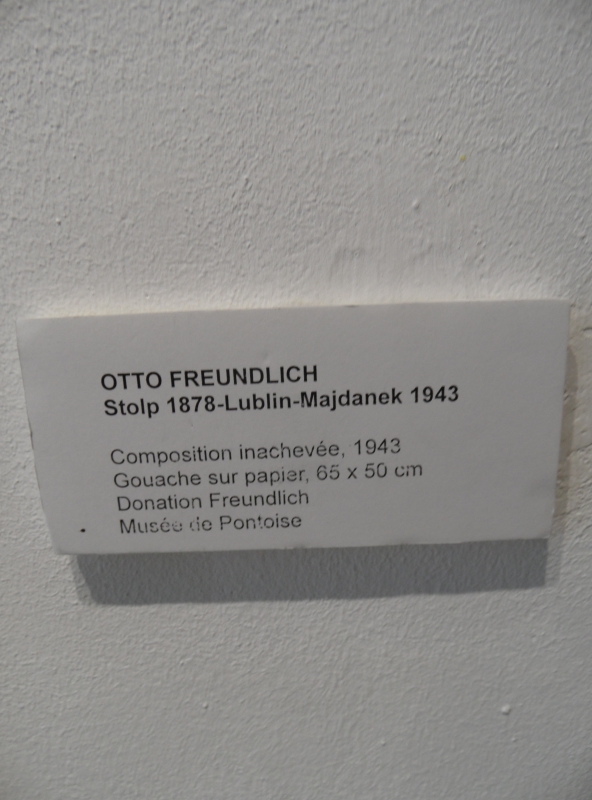 OTTO FREUNDLICH
Stolp 1878-Lublin-Majdanek 1943
Composition inachevée, 1943
Gouache sur papier, 65 x 50 cm
Donation Freundlich
Musée de Pontoise